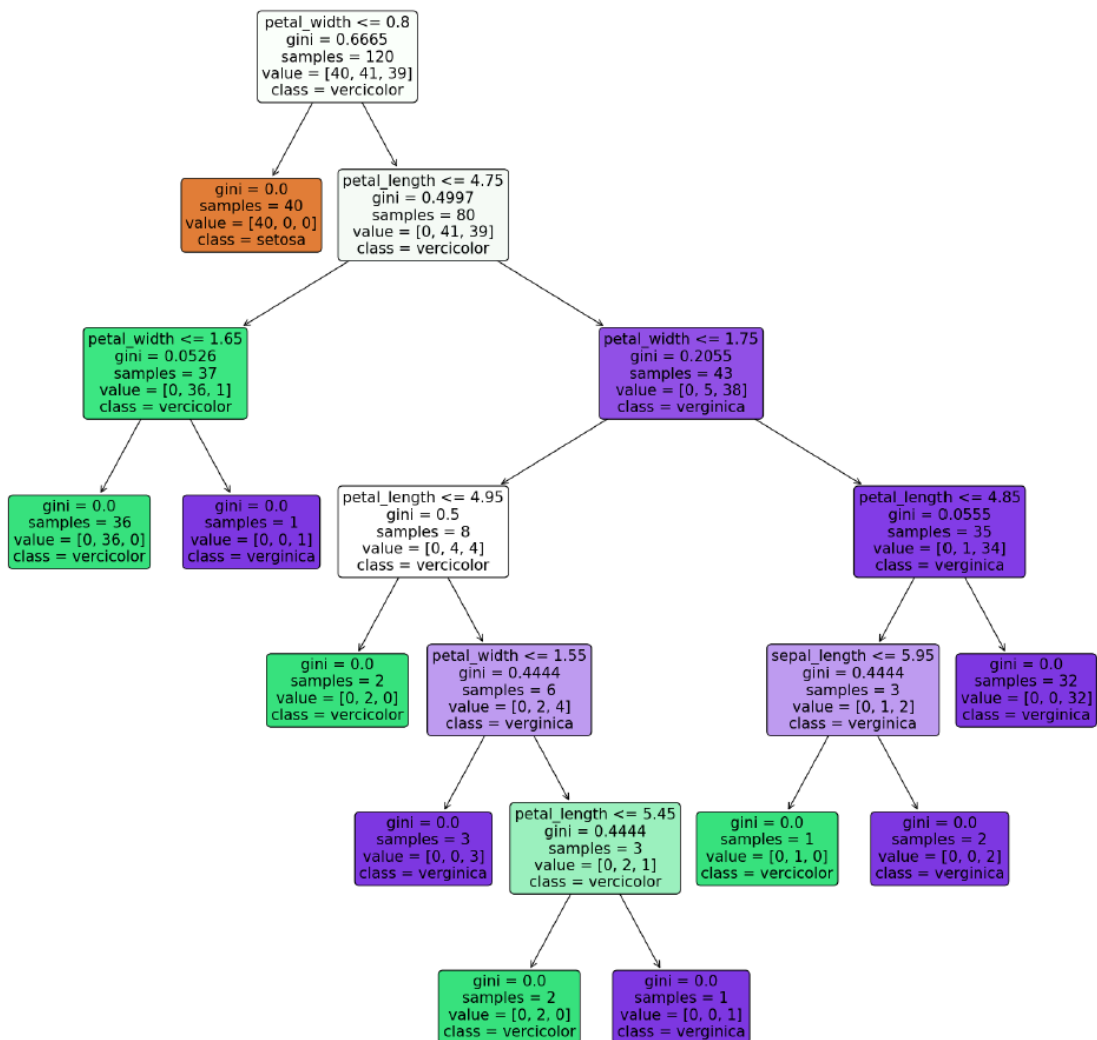 petal_width <= 0.8
gini = 0.6665
samples = 120
value = [40, 41, 39]
class = vercicolor
gini = 0.0
samples = 40
value = [40, 0, 0]
class = setosa
petal_length <= 4.75
gini = 0.4997
samples = 80
value = [0, 41, 39]
class = vercicolor
petal_width <= 1.65
gini = 0.0526
samples = 37
value = [0, 36, 1]
class = vercicolor
petal_width <= 1.75
gini = 0.2055
samples = 43
value = [0, 5, 38]
class = verginica
gini = 0.0
samples = 36
value = [0, 36, 0]
class = vercicolor
gini = 0.0
samples = 1
value = [0, 0, 1]
class = verginica
petal_length <= 4.95
gini = 0.5
samples = 8
value = [0, 4, 4]
class = vercicolor
petal_length <= 4.85
gini = 0.0555
samples = 35
value = [0, 1, 34]
class = verginica
gini = 0.0
samples = 2
value = [0, 2, 0]
class = vercicolor
petal_width <= 1.55
gini = 0.4444
samples = 6
value = [0, 2, 4]
class = verginica
sepal_length <= 5.95
gini = 0.4444
samples = 3
value = [0, 1, 2]
class = verginica
gini = 0.0
samples = 32
value = [0, 0, 32]
class = verginica
gini = 0.0
samples = 3
value = [0, 0, 3]
class = verginica
petal_length <= 5.45
gini = 0.4444
samples = 3
value = [0, 2, 1]
class = vercicolor
gini = 0.0
samples = 1
value = [0, 1, 0]
class = vercicolor
gini = 0.0
samples = 2
value = [0, 0, 2]
class = verginica
gini = 0.0
samples = 2
value = [0, 2, 0]
class = vercicolor
gini = 0.0
samples = 1
value = [0, 0, 1]
class = verginica